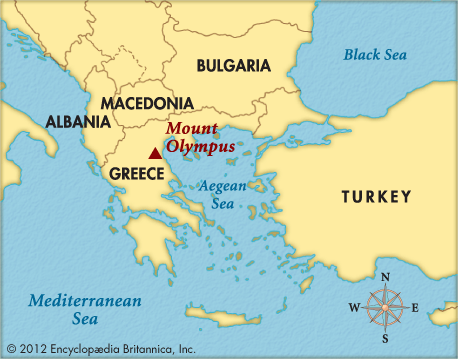 Black Sea
BULGARIA
MACEDONIA
ALBANIA
Mount
Olympus
GREECE
Aegean
Sea
TURKEY
N
W
E
S
Mediterranean
Sea
© 2012 Encyclopædia Britannica, Inc.